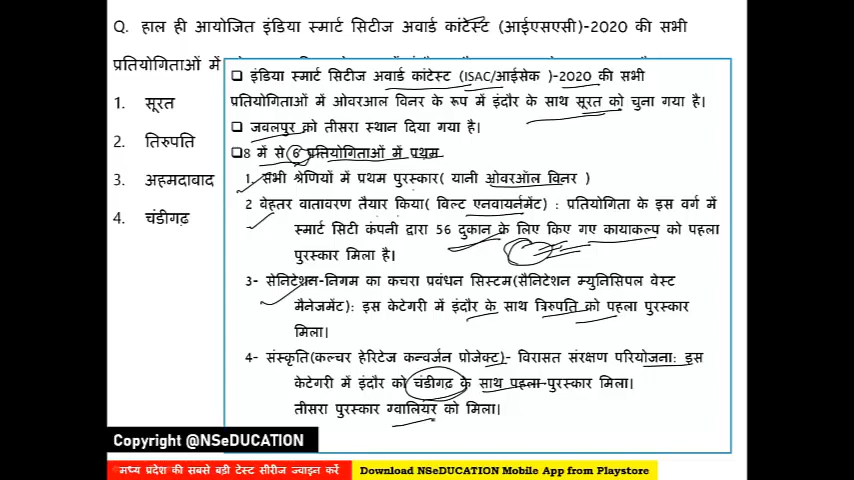 Q. हाल ही आयोजित इंडिया स्मार्ट सिटीज अवार्ड कांटेस्ट (आईएसएसी)-2020 की सभी
प्रतियोगिताओं में
1. सूरत
2. तिरुपति
3. अहमदाबाद
4. चंडीगढ़
❑ इंडिया स्मार्ट सिटीज अवार्ड कांटेस्ट (ISAC/आईसेक )-2020 की सभी
प्रतियोगिताओं में ओवरआल विनर के रूप में इंदौर के साथ सूरत को चुना गया है।
❑ जवलपुर को तीसरा स्थान दिया गया है।
❑8 में से 6 प्रतियोगिताओं में प्रथम
1. सभी श्रेणियों में प्रथम पुरस्कार( यानी ओवरऑल विनर )
2 वेहतर वातावरण तैयार किया( विल्ट एनवायर्नमेंट) : प्रतियोगिता के इस वर्ग में
स्मार्ट सिटी कंपनी द्वारा 56 दुकान के लिए किए गए कायाकल्प को पहला
पुरस्कार मिला है।
3- सेनिटेशन-निगम का कचरा प्रवंधन सिस्टम(सैनिटेशन म्युनिसिपल वेस्ट
मैनेजमेंट): इस केटेगरी में इंदौर के साथ त्रिरुपति को पहला पुरस्कार
मिला।
4- संस्कृति(कल्चर हेरिटेज कन्वर्जन प्रोजेक्ट)- विरासत संरक्षण परियोजना: इस
केटेगरी में इंदौर को चंडीगढ़ के साथ पहला पुरस्कार मिला।
तीसरा पुरस्कार ग्वालियर को मिला।
Copyright @NSeDUCATION
मध्य प्रदेश की सबसे बड़ी टेस्ट सीरीज ज्वाइन करें
Download NSeDUCATION Mobile App from Playstore